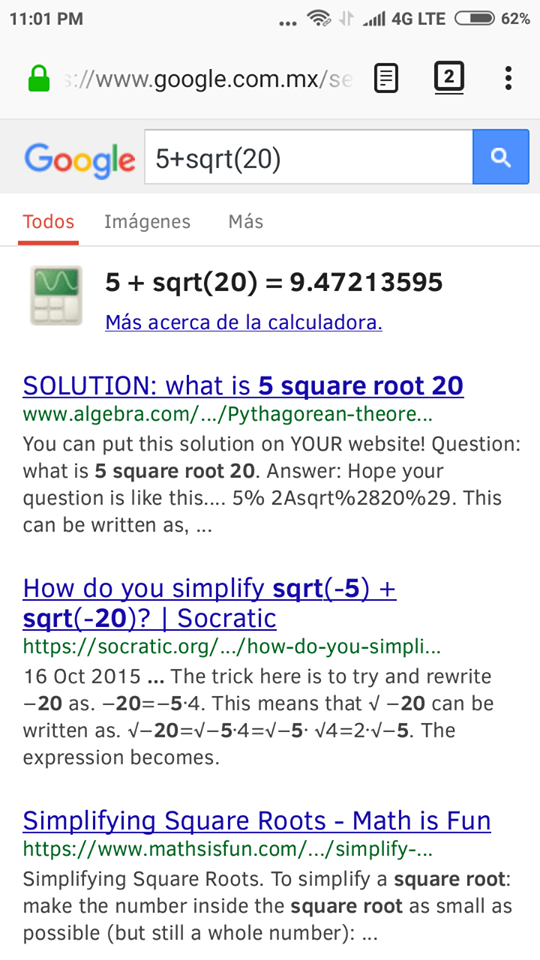 11:01 PM ... 4G LTE 62%
s://www.google.com.mx/se 2
Google 5+sqrt(20)
Todos Imágenes Más
5 + sqrt(20) = 9.47213595
Más acerca de la calculadora.
SOLUTION: what is 5 square root 20
www.algebra.com/.../Pythagorean-theore...
You can put this solution on YOUR website! Question:
what is 5 square root 20. Answer: Hope your
question is like this.... 5% 2Asqrt%2820%29. This
can be written as, ...
How do you simplify sqrt(-5) +
sqrt(-20)? | Socratic
https://socratic.org/.../how-do-you-simpli...
16 Oct 2015 ... The trick here is to try and rewrite
−20 as. −20=−5·4. This means that √ −20 can be
written as. √−20=√−5·4=√−5· √4=2·√−5. The
expression becomes.
Simplifying Square Roots - Math is Fun
https://www.mathsisfun.com/.../simplify-...
Simplifying Square Roots. To simplify a square root:
make the number inside the square root as small as
possible (but still a whole number): ...